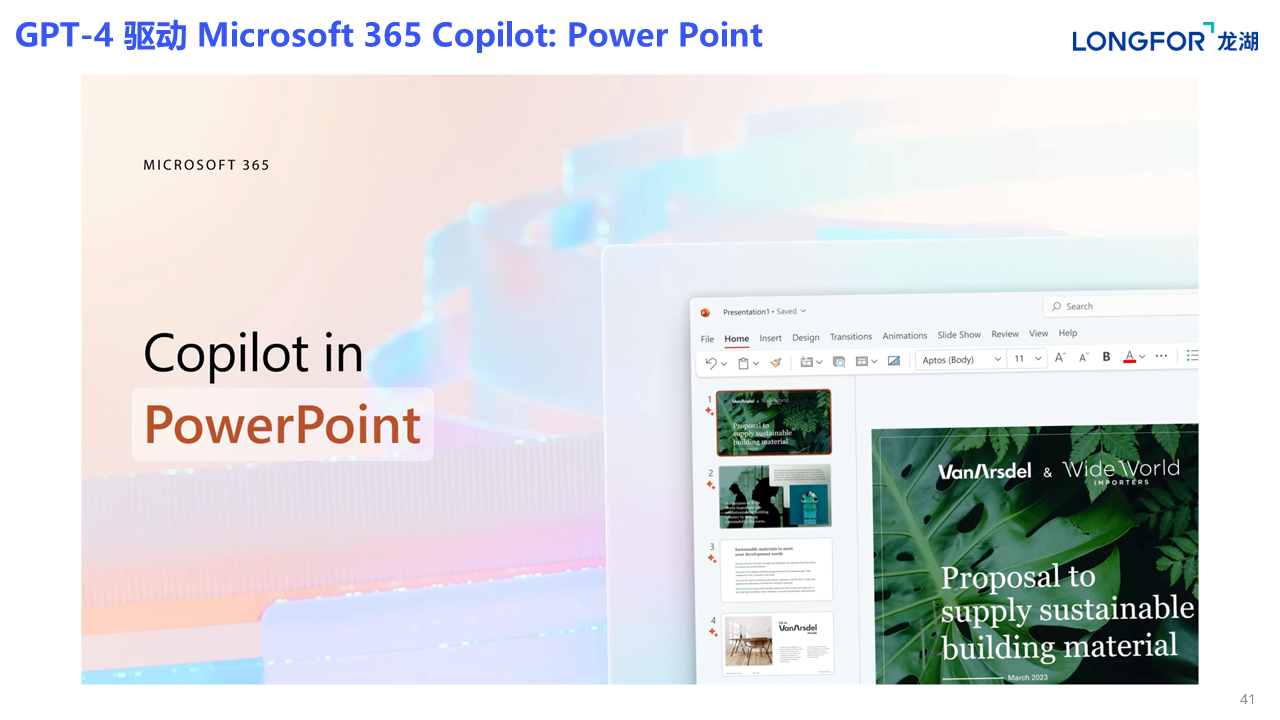 GPT-4 驱动 Microsoft 365 Copilot: Power Point
LONGFOR 龙湖
MICROSOFT 365
Copilot in
PowerPoint
Presentation1 • Saved
Search
File Home Insert Design Transitions Animations Slide Show Review View Help
Aptos (Body) 11 A A B A ...
1
VanArsdel & Wide World
Proposal to
supply sustainable
building material
2
3
Sustainable materials to meet
your development needs
4
VanArsdel
VanArsdel & Wide World
IMPORTERS
Proposal to
supply sustainable
building material
March 2023
41